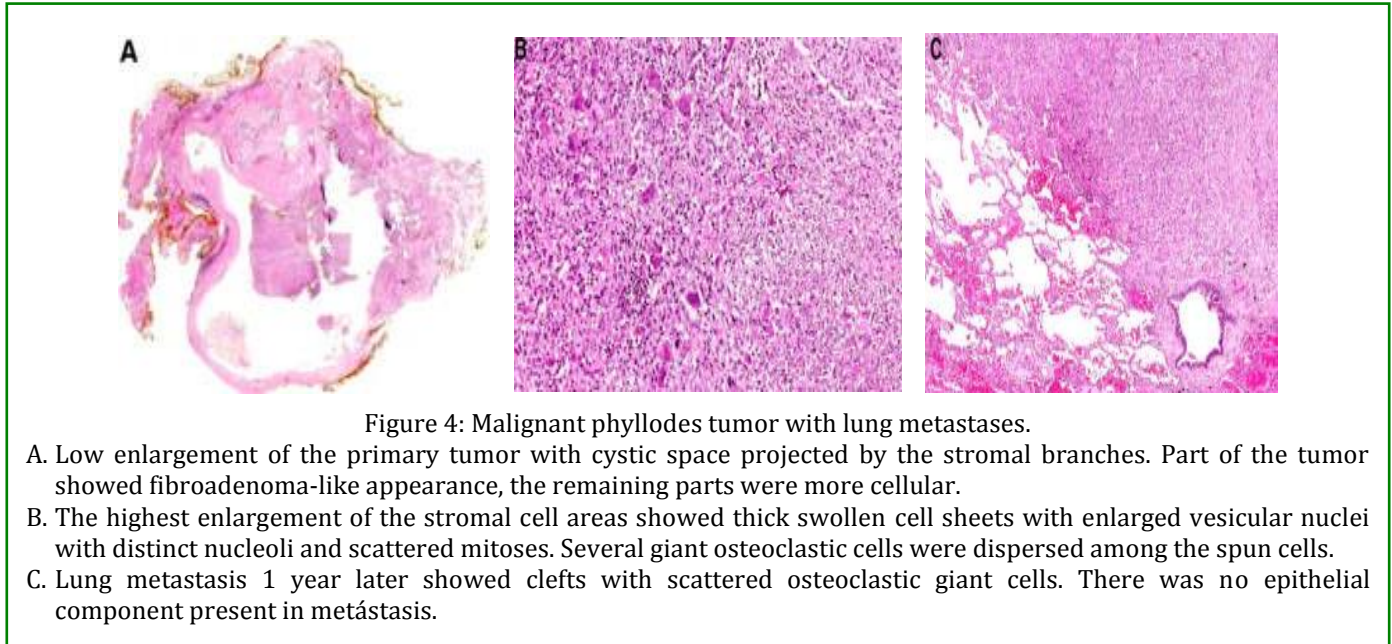 A
B
C
Figure 4: Malignant phyllodes tumor with lung metastases.
A. Low enlargement of the primary tumor with cystic space projected by the stromal branches. Part of the tumor
showed fibroadenoma-like appearance, the remaining parts were more cellular.
B. The highest enlargement of the stromal cell areas showed thick swollen cell sheets with enlarged vesicular nuclei
with distinct nucleoli and scattered mitoses. Several giant osteoclastic cells were dispersed among the spun cells.
C. Lung metastasis 1 year later showed clefts with scattered osteoclastic giant cells. There was no epithelial
component present in metástasis.